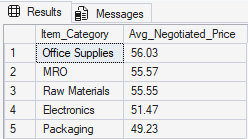 Results Messages
Item_Category Avg_Negotiated_Price
1 Office Supplies 56.03
2 MRO 55.57
3 Raw Materials 55.55
4 Electronics 51.47
5 Packaging 49.23